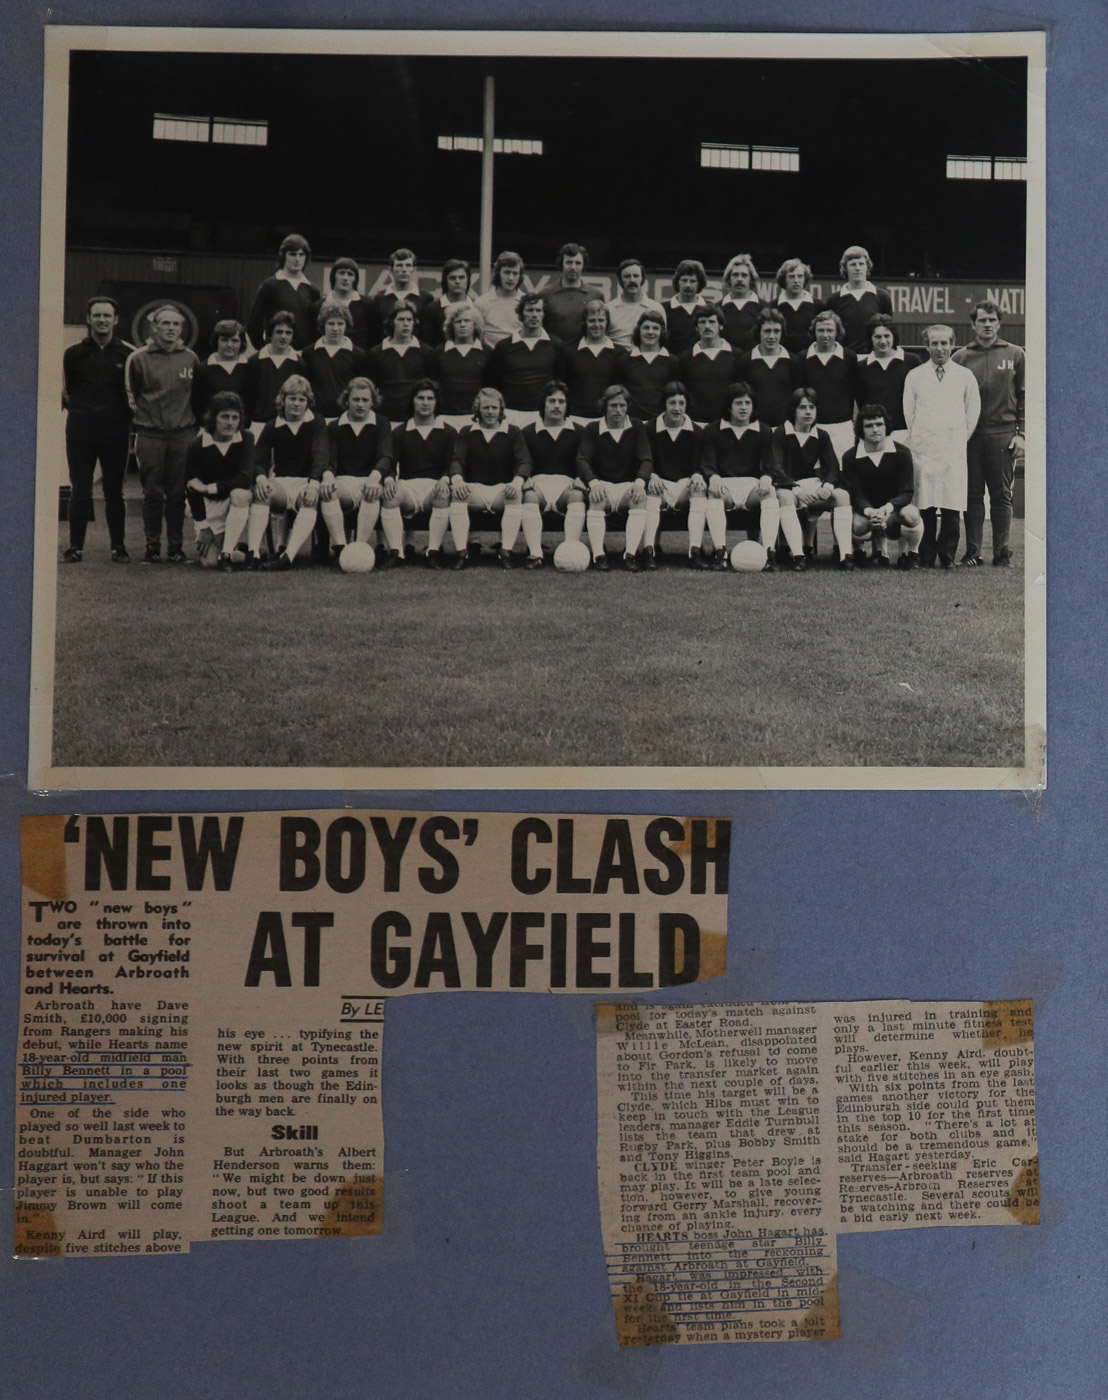 WORLD
TRAVEL - NATI
JC
JH
'NEW BOYS' CLASH
AT GAYFIELD
TWO "new boys"
are thrown into
today's battle for
survival at Gayfield
between Arbroath
and Hearts.
Arbroath have Dave
Smith, £10,000 signing
from Rangers making his
debut, while Hearts name
18-year-old midfield man
Billy Bennett in a pool
which includes one
injured player.
One of the side who
played so well last week to
beat Dumbarton is
doubtful. Manager John
Haggart won't say who the
player is, but says: "If this
player is unable to play
Jimmy Brown will come
in."
Kenny Aird will play,
despite five stitches above
By LE
his eye ... typifying the
new spirit at Tynecastle.
With three points from
their last two games it
looks as though the Edin-
burgh men are finally on
the way back.
Skill
But Arbroath's Albert
Henderson warns them:
"We might be down just
now, but two good results
shoot a team up this
League. And we intend
getting one tomorrow.
pool for today's match against
Clyde at Easter Road.
Meanwhile, Motherwell manager
Willie McLean, disappointed
about Gordon's refusal to come
to Fir Park, is likely to move
into the transfer market again
within the next couple of days.
This time his target will be a
Clyde, which Hibs must win to
keep in touch with the League
leaders, manager Eddie Turnbull
lists the team that drew at
Rugby Park, plus Bobby Smith
and Tony Higgins.
CLYDE winger Peter Boyle is
back in the first team pool and
may play. It will be a late selec-
tion, however, to give young
forward Gerry Marshall, recover-
ing from an ankle injury, every
chance of playing.
HEARTS boss John Hagart has
brought teenage star Billy
Bennett into the reckoning
against Arbroath at Gayfield.
Hagart was impressed with
the 18-year-old in the Second
XI Cup tie at Gayfield in mid-
week and lists him in the pool
for the first time.
Hearts' team plans took a jolt
yesterday when a mystery player
was injured in training and
only a last minute fitness test
will determine whether he
plays.
However, Kenny Aird, doubt-
ful earlier this week, will play
with five stitches in an eye gash.
With six points from the last
games another victory for the
Edinburgh side could put them
in the top 10 for the first time
this season. "There's a lot at
stake for both clubs and it
should be a tremendous game,"
said Hagart yesterday.
Transfer-seeking Eric Car-
reserves—Arbroath reserves at
Reserves-Arbroath Reserves at
Tynecastle. Several scouts will
be watching and there could be
a bid early next week.